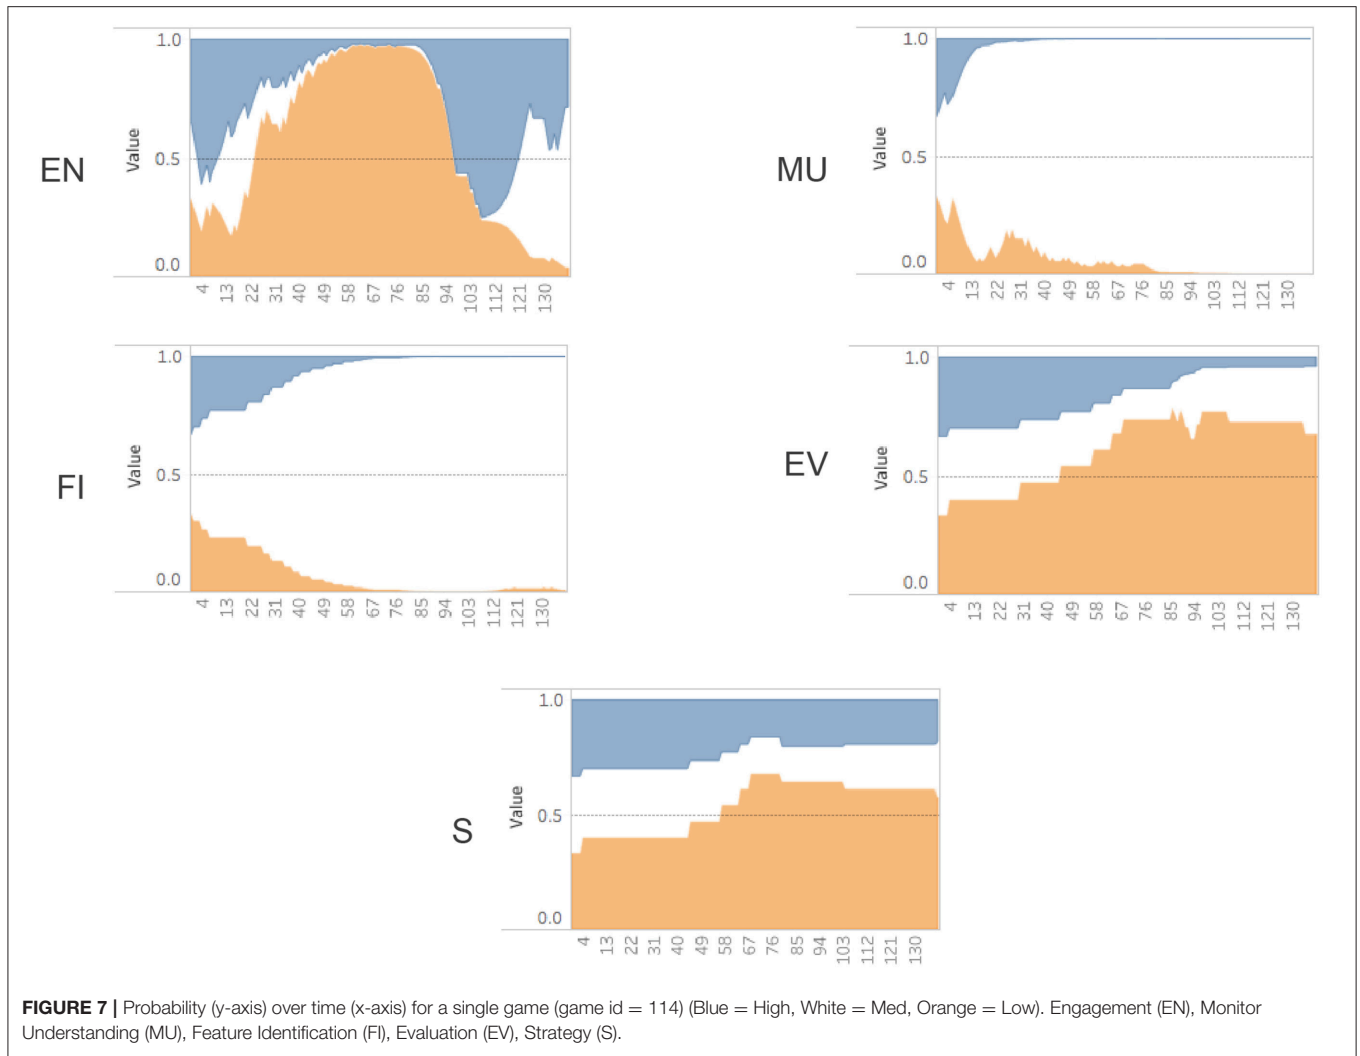 EN
Value
1.0
0.5
0.0
4 13 22 31 40 49 58 67 76 85 94 103 112 121 130
MU
Value
1.0
0.5
0.0
4 13 22 31 40 49 58 67 76 85 94 103 112 121 130
FI
Value
1.0
0.5
0.0
4 13 22 31 40 49 58 67 76 85 94 103 112 121 130
EV
Value
1.0
0.5
0.0
4 13 22 31 40 49 58 67 76 85 94 103 112 121 130
S
Value
1.0
0.5
0.0
4 13 22 31 40 49 58 67 76 85 94 103 112 121 130
FIGURE 7 | Probability (y-axis) over time (x-axis) for a single game (game id = 114) (Blue = High, White = Med, Orange = Low). Engagement (EN), Monitor
Understanding (MU), Feature Identification (FI), Evaluation (EV), Strategy (S).